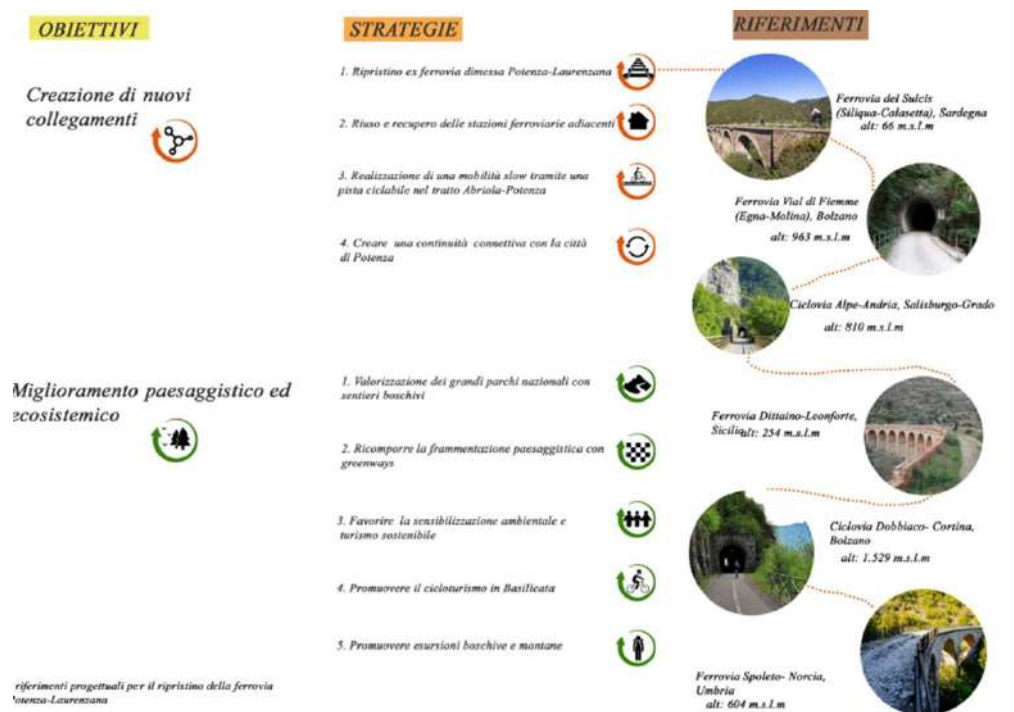 OBIETTIVI
Creazione di nuovi
collegamenti
Miglioramento paesaggistico ed
ecosistemico
riferimenti progettuali per il ripristino della ferrovia
Potenza-Laurenzana
STRATEGIE
1. Ripristino ex ferrovia dimessa Potenza-Laurenzana
2. Riuso e recupero delle stazioni ferroviarie adiacenti
3. Realizzazione di una mobilità slow tramite una
pista ciclabile nel tratto Abriola-Potenza
4. Creare una continuità connettiva con la città
di Potenza
1. Valorizzazione dei grandi parchi nazionali con
sentieri boschivi
2. Ricomporre la frammentazione paesaggistica con
greenways
3. Favorire la sensibilizzazione ambientale e
turismo sostenibile
4. Promuovere il cicloturismo in Basilicata
5. Promuovere esursioni boschive e montane
RIFERIMENTI
Ferrovia del Sulcis
(Siliqua-Calasetta), Sardegna
alt: 66 m.s.l.m
Ferrovia Vial di Fiemme
(Egna-Molina), Bolzano
alt: 963 m.s.l.m
Ciclovia Alpe-Andria, Salisburgo-Grado
alt: 810 m.s.l.m
Ferrovia Dittaino-Leonforte,
Sicilia alt: 254 m.s.l.m
Ciclovia Dobbiaco- Cortina,
Bolzano
alt: 1.529 m.s.l.m
Ferrovia Spoleto- Norcia,
Umbria
alt: 604 m.s.l.m